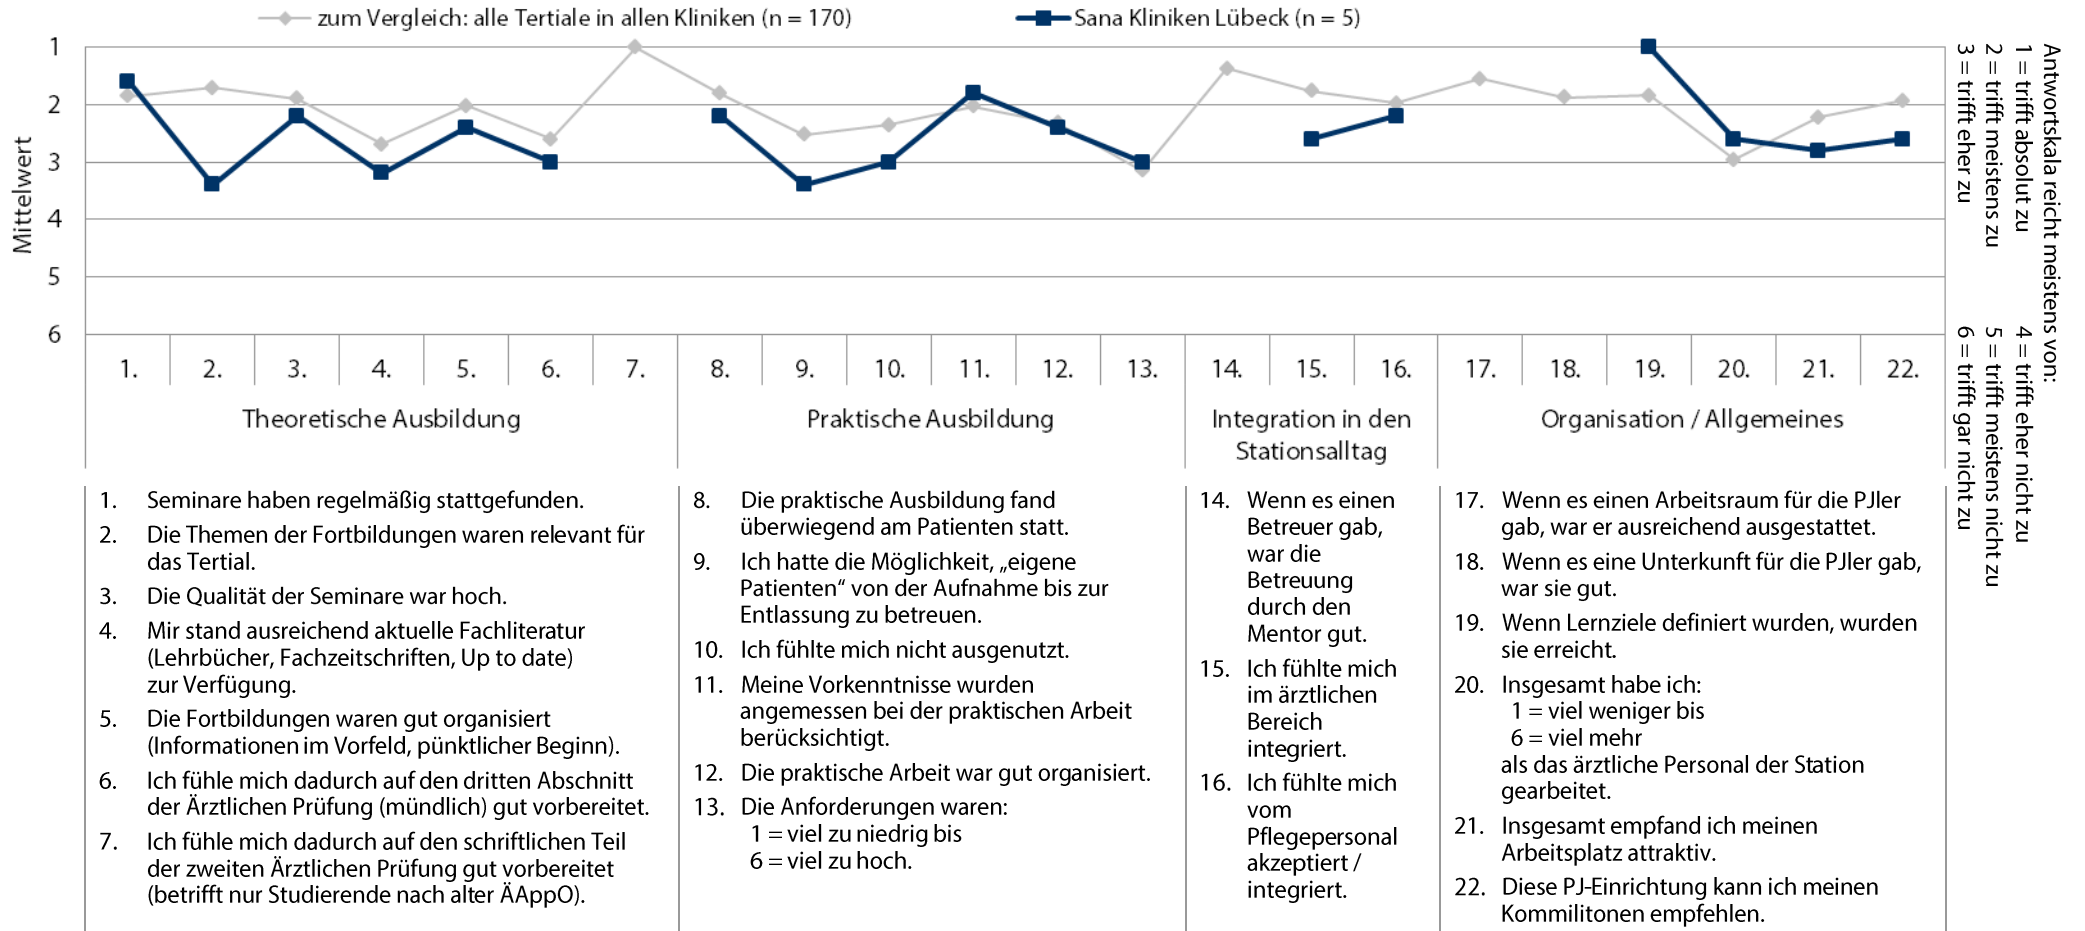 zum Vergleich: alle Tertiale in allen Kliniken (n = 170)
Sana Kliniken Lübeck (n = 5)
Mittelwert
1
2
3
4
5
6
1. 2. 3. 4. 5. 6. 7. 8. 9. 10. 11. 12. 13. 14. 15. 16. 17. 18. 19. 20. 21. 22.
Theoretische Ausbildung
Praktische Ausbildung
Integration in den
Stationsalltag
Organisation / Allgemeines
Antwortskala reicht meistens von:
1 = trifft absolut zu
2 = trifft meistens zu
3 = trifft eher zu
4 = trifft eher nicht zu
5 = trifft meistens nicht zu
6 = trifft gar nicht zu
1. Seminare haben regelmäßig stattgefunden.
2. Die Themen der Fortbildungen waren relevant für
das Tertial.
3. Die Qualität der Seminare war hoch.
4. Mir stand ausreichend aktuelle Fachliteratur
(Lehrbücher, Fachzeitschriften, Up to date)
zur Verfügung.
5. Die Fortbildungen waren gut organisiert
(Informationen im Vorfeld, pünktlicher Beginn).
6. Ich fühle mich dadurch auf den dritten Abschnitt
der Ärztlichen Prüfung (mündlich) gut vorbereitet.
7. Ich fühle mich dadurch auf den schriftlichen Teil
der zweiten Ärztlichen Prüfung gut vorbereitet
(betrifft nur Studierende nach alter ÄAppO).
8. Die praktische Ausbildung fand
überwiegend am Patienten statt.
9. Ich hatte die Möglichkeit, „eigene
Patienten“ von der Aufnahme bis zur
Entlassung zu betreuen.
10. Ich fühlte mich nicht ausgenutzt.
11. Meine Vorkenntnisse wurden
angemessen bei der praktischen Arbeit
berücksichtigt.
12. Die praktische Arbeit war gut organisiert.
13. Die Anforderungen waren:
1 = viel zu niedrig bis
6 = viel zu hoch.
14. Wenn es einen
Betreuer gab,
war die
Betreuung
durch den
Mentor gut.
15. Ich fühlte mich
im ärztlichen
Bereich
integriert.
16. Ich fühlte mich
vom
Pflegepersonal
akzeptiert /
integriert.
17. Wenn es einen Arbeitsraum für die PJler
gab, war er ausreichend ausgestattet.
18. Wenn es eine Unterkunft für die PJler gab,
war sie gut.
19. Wenn Lernziele definiert wurden, wurden
sie erreicht.
20. Insgesamt habe ich:
1 = viel weniger bis
6 = viel mehr
als das ärztliche Personal der Station
gearbeitet.
21. Insgesamt empfand ich meinen
Arbeitsplatz attraktiv.
22. Diese PJ-Einrichtung kann ich meinen
Kommilitonen empfehlen.